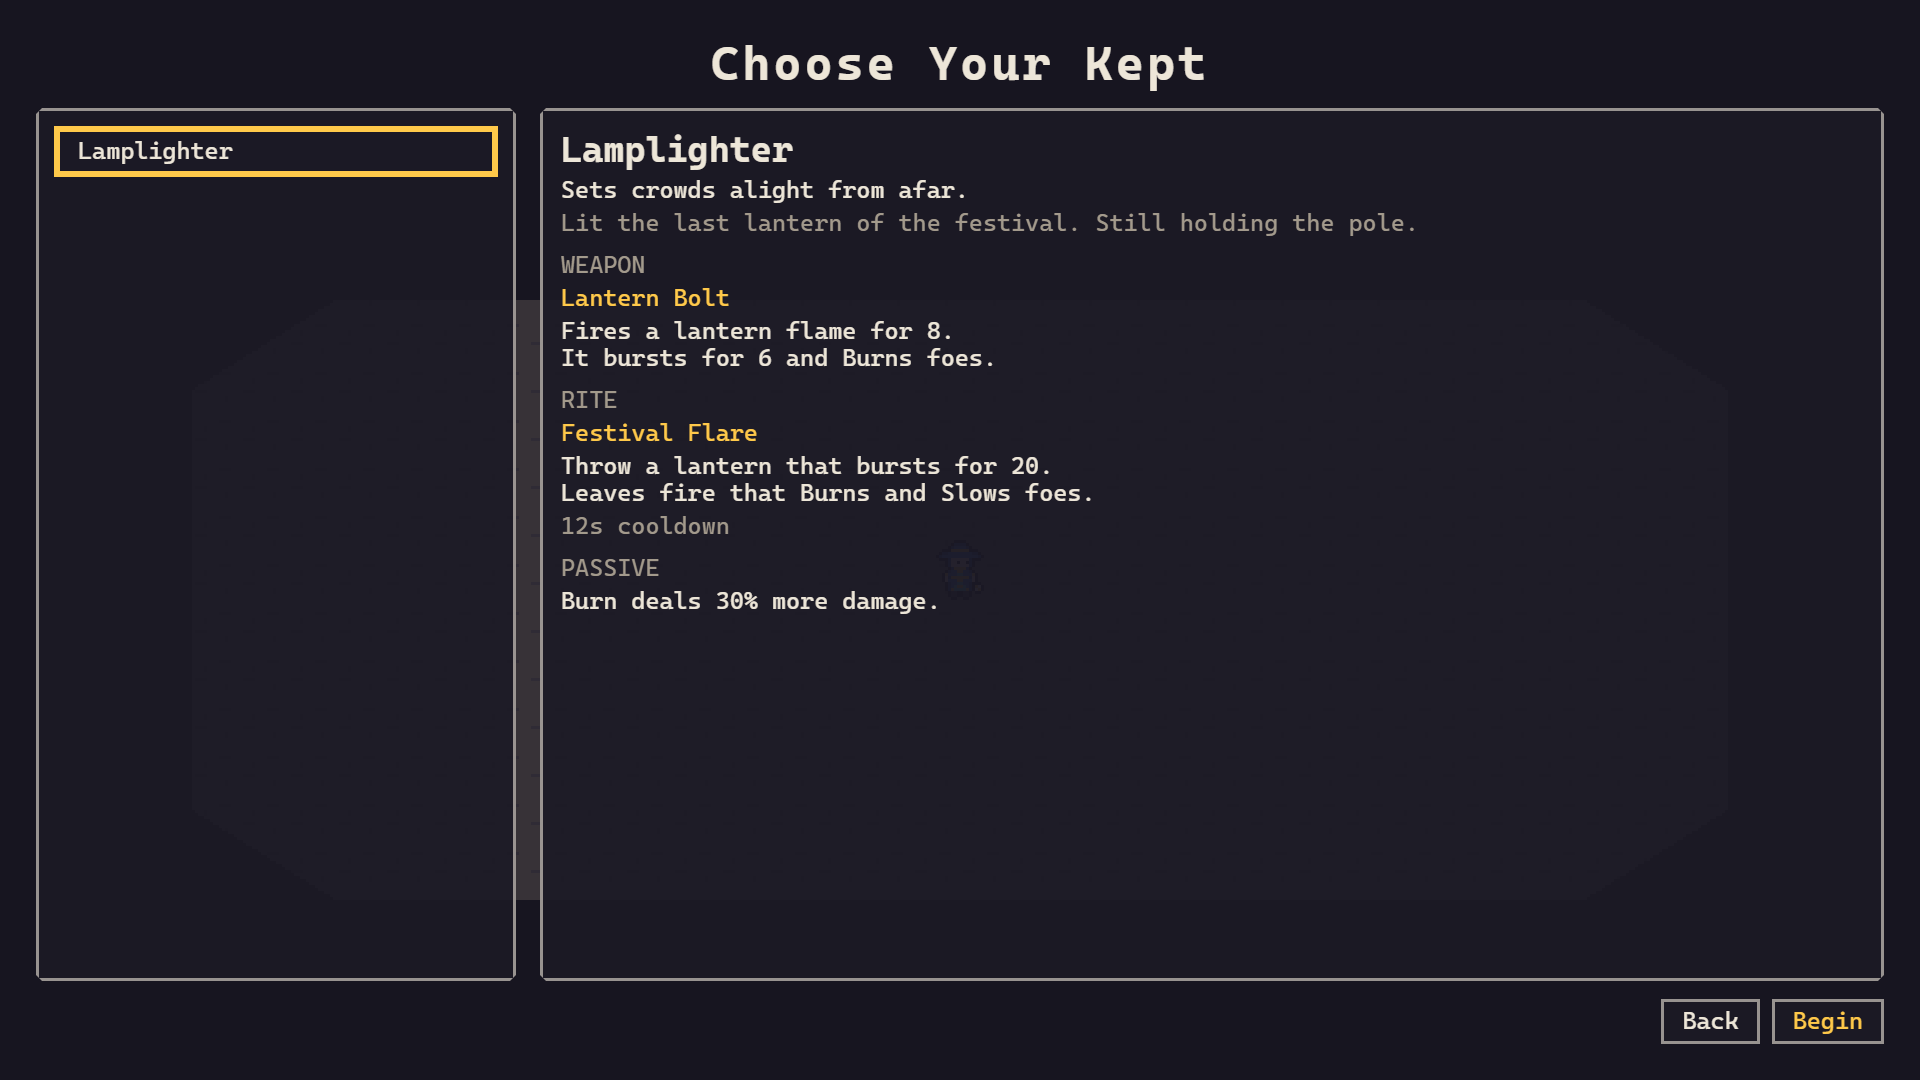 Choose Your Kept
Lamplighter
Lamplighter
Sets crowds alight from afar.
Lit the last lantern of the festival. Still holding the pole.
WEAPON
Lantern Bolt
Fires a lantern flame for 8.
It bursts for 6 and Burns foes.
RITE
Festival Flare
Throw a lantern that bursts for 20.
Leaves fire that Burns and Slows foes.
12s cooldown
PASSIVE
Burn deals 30% more damage.
Back
Begin